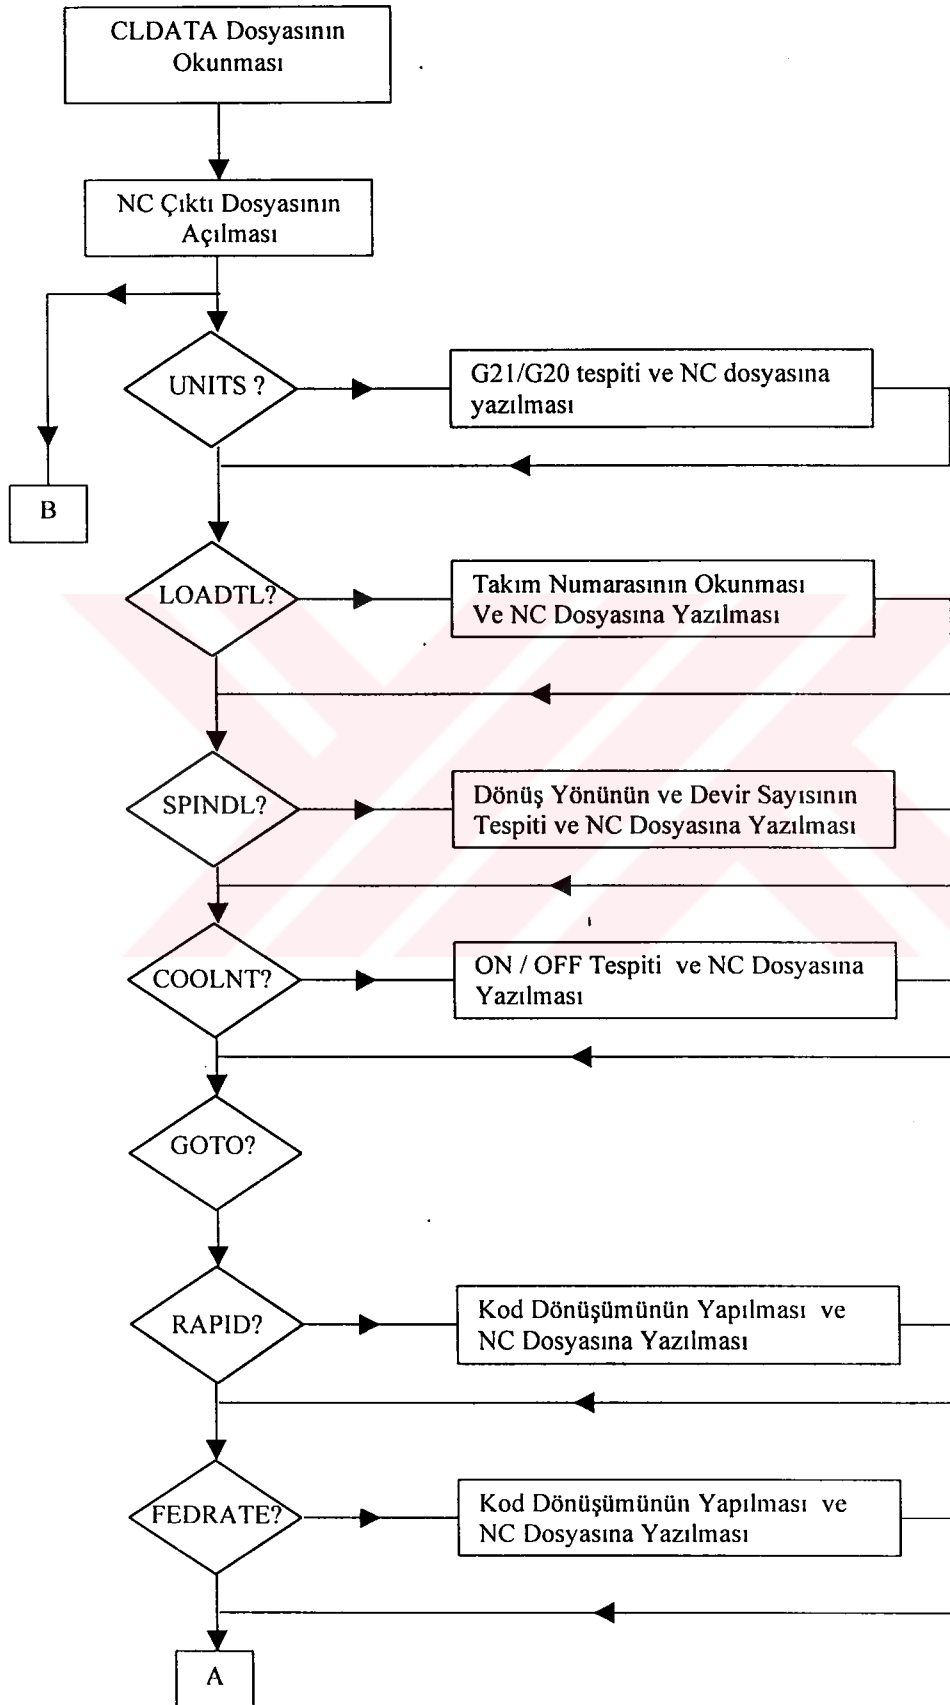 CLDATA Dosyasının
Okunması
NC Çıktı Dosyasının
Açılması
UNITS ?
G21/G20 tespiti ve NC dosyasına
yazılması
B
LOADTL?
Takım Numarasının Okunması
Ve NC Dosyasına Yazılması
SPINDL?
Dönüş Yönünün ve Devir Sayısının
Tespiti ve NC Dosyasına Yazılması
COOLNT?
ON / OFF Tespiti ve NC Dosyasına
Yazılması
GOTO?
RAPID?
Kod Dönüşümünün Yapılması ve
NC Dosyasına Yazılması
FEDRATE?
Kod Dönüşümünün Yapılması ve
NC Dosyasına Yazılması
A